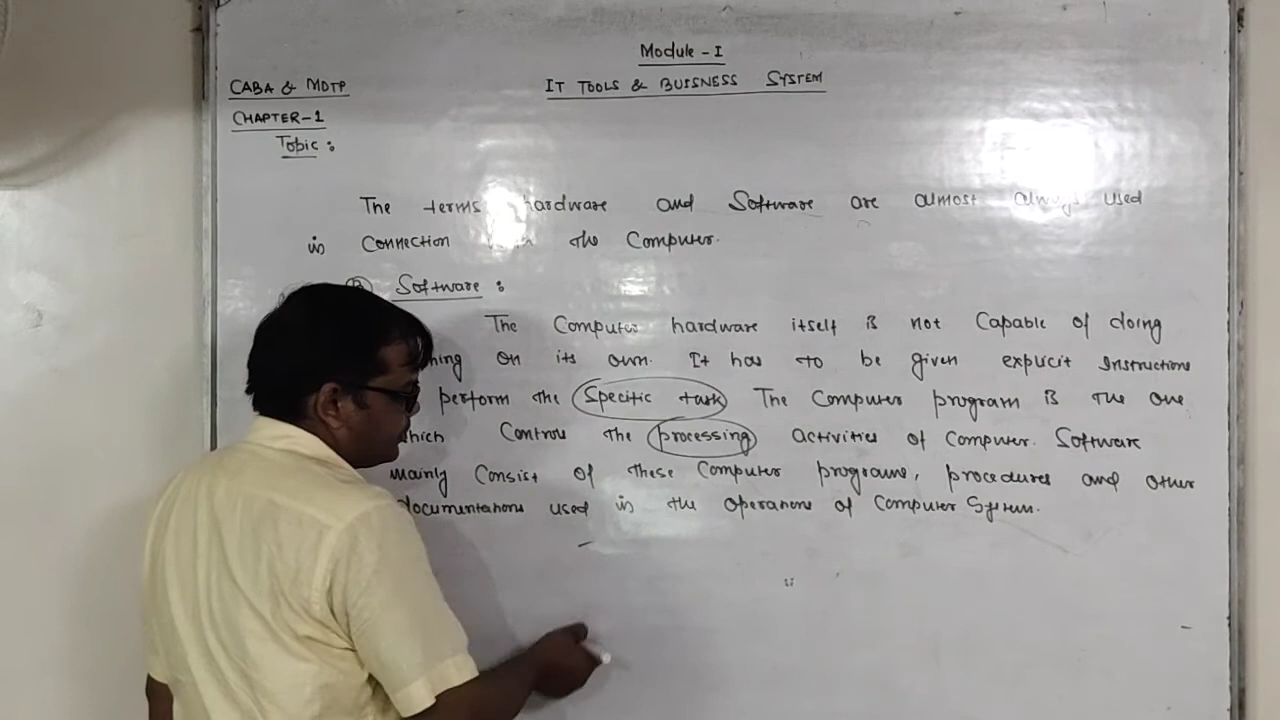 Module - I
CABA & MDTP
IT TOOLS & BUISNESS SYSTEM
CHAPTER-1
Topic :
The terms hardware and Software are almost always used
in Connection the Computer.
(B) Software :
The Computer hardware itself is not Capable of doing
on its own. It has to be given explicit Instructions
perform the Specific task The Computer program is the one
which Controls the processing activities of Computer. Software
mainly Consist of these Computer programs, procedures and other
documentations used in the Operations of Computer System.